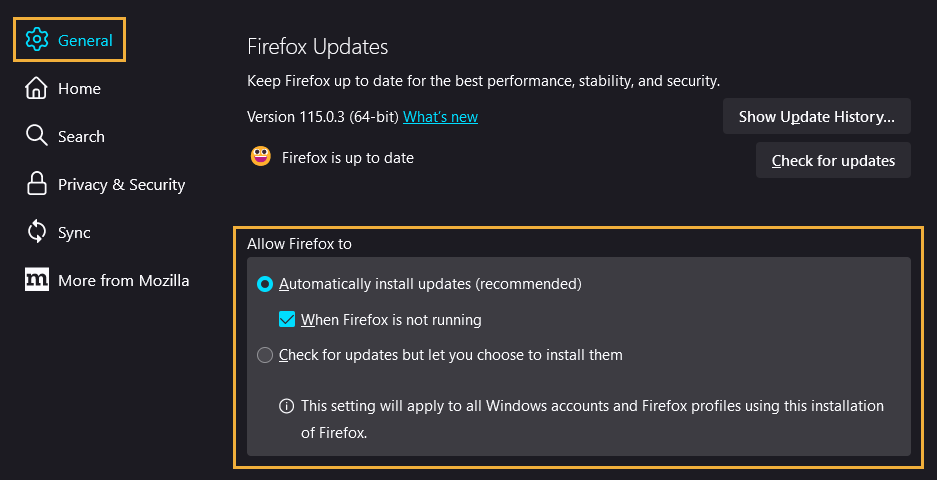 General
Home
Search
Privacy & Security
Sync
m
More from Mozilla
Firefox Updates
Keep Firefox up to date for the best performance, stability, and security.
Version 115.0.3 (64-bit) What's new
Show Update History...
Firefox is up to date
Check for updates
Allow Firefox to
Automatically install updates (recommended)
When Firefox is not running
Check for updates but let you choose to install them
This setting will apply to all Windows accounts and Firefox profiles using this installation
of Firefox.